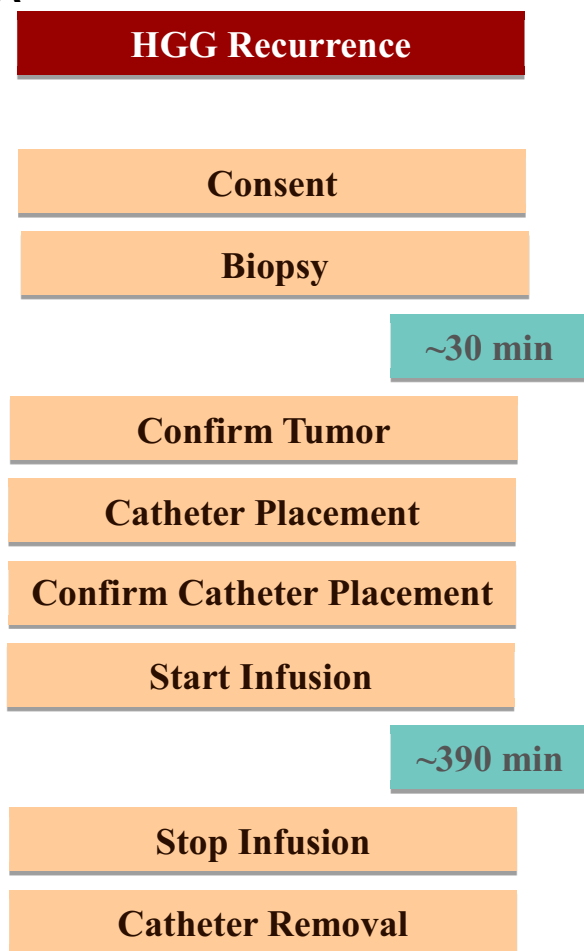 HGG Recurrence
Consent
Biopsy
~30 min
Confirm Tumor
Catheter Placement
Confirm Catheter Placement
Start Infusion
~390 min
Stop Infusion
Catheter Removal